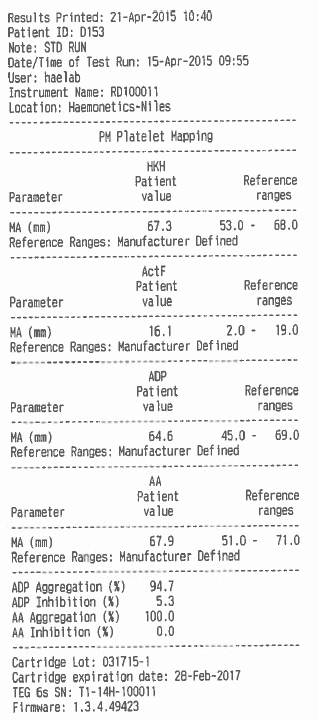 Results Printed: 21-Apr-2015 10:40
Patient ID: D153
Note: STD RUN
Date/Time of Test Run: 15-Apr-2015 09:55
User: haelab
Instrument Name: RD100011
Location: Haemonetics-Niles
PM Platelet Mapping
HKH
Patient Reference
Parameter value ranges
MA (mm) 67.3 53.0 - 68.0
Reference Ranges: Manufacturer Defined
ActF
Patient Reference
Parameter value ranges
MA (mm) 16.1 2.0 - 19.0
Reference Ranges: Manufacturer Defined
ADP
Patient Reference
Parameter value ranges
MA (mm) 64.6 45.0 - 69.0
Reference Ranges: Manufacturer Defined
AA
Patient Reference
Parameter value ranges
MA (mm) 67.9 51.0 - 71.0
Reference Ranges: Manufacturer Defined
ADP Aggregation (%) 94.7
ADP Inhibition (%) 5.3
AA Aggregation (%) 100.0
AA Inhibition (%) 0.0
Cartridge Lot: 031715-1
Cartridge expiration date: 28-Feb-2017
TEG 6s SN: T1-14H-100011
Firmware: 1.3.4.49423